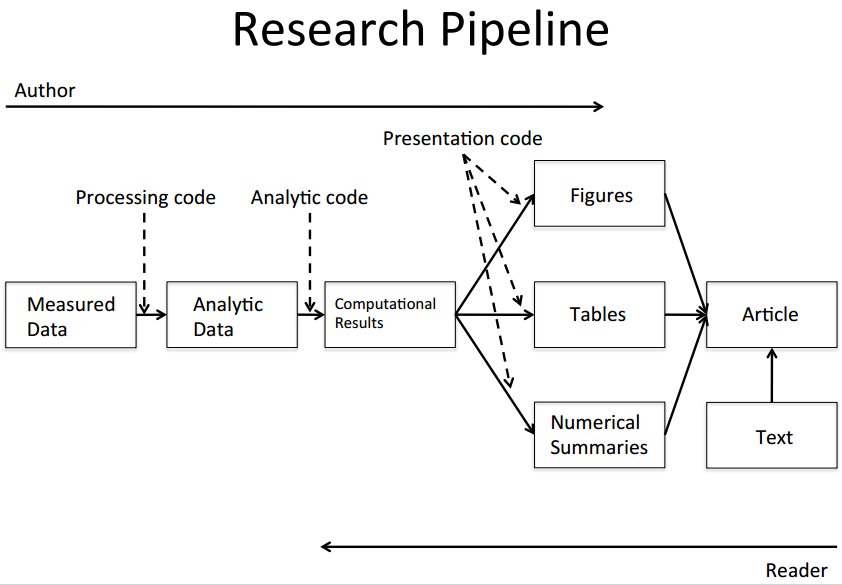 Research Pipeline
Author
Presentation code
Processing code
Analytic code
Figures
Measured
Data
Analytic
Data
Computational
Results
Tables
Article
Numerical
Summaries
Text
Reader